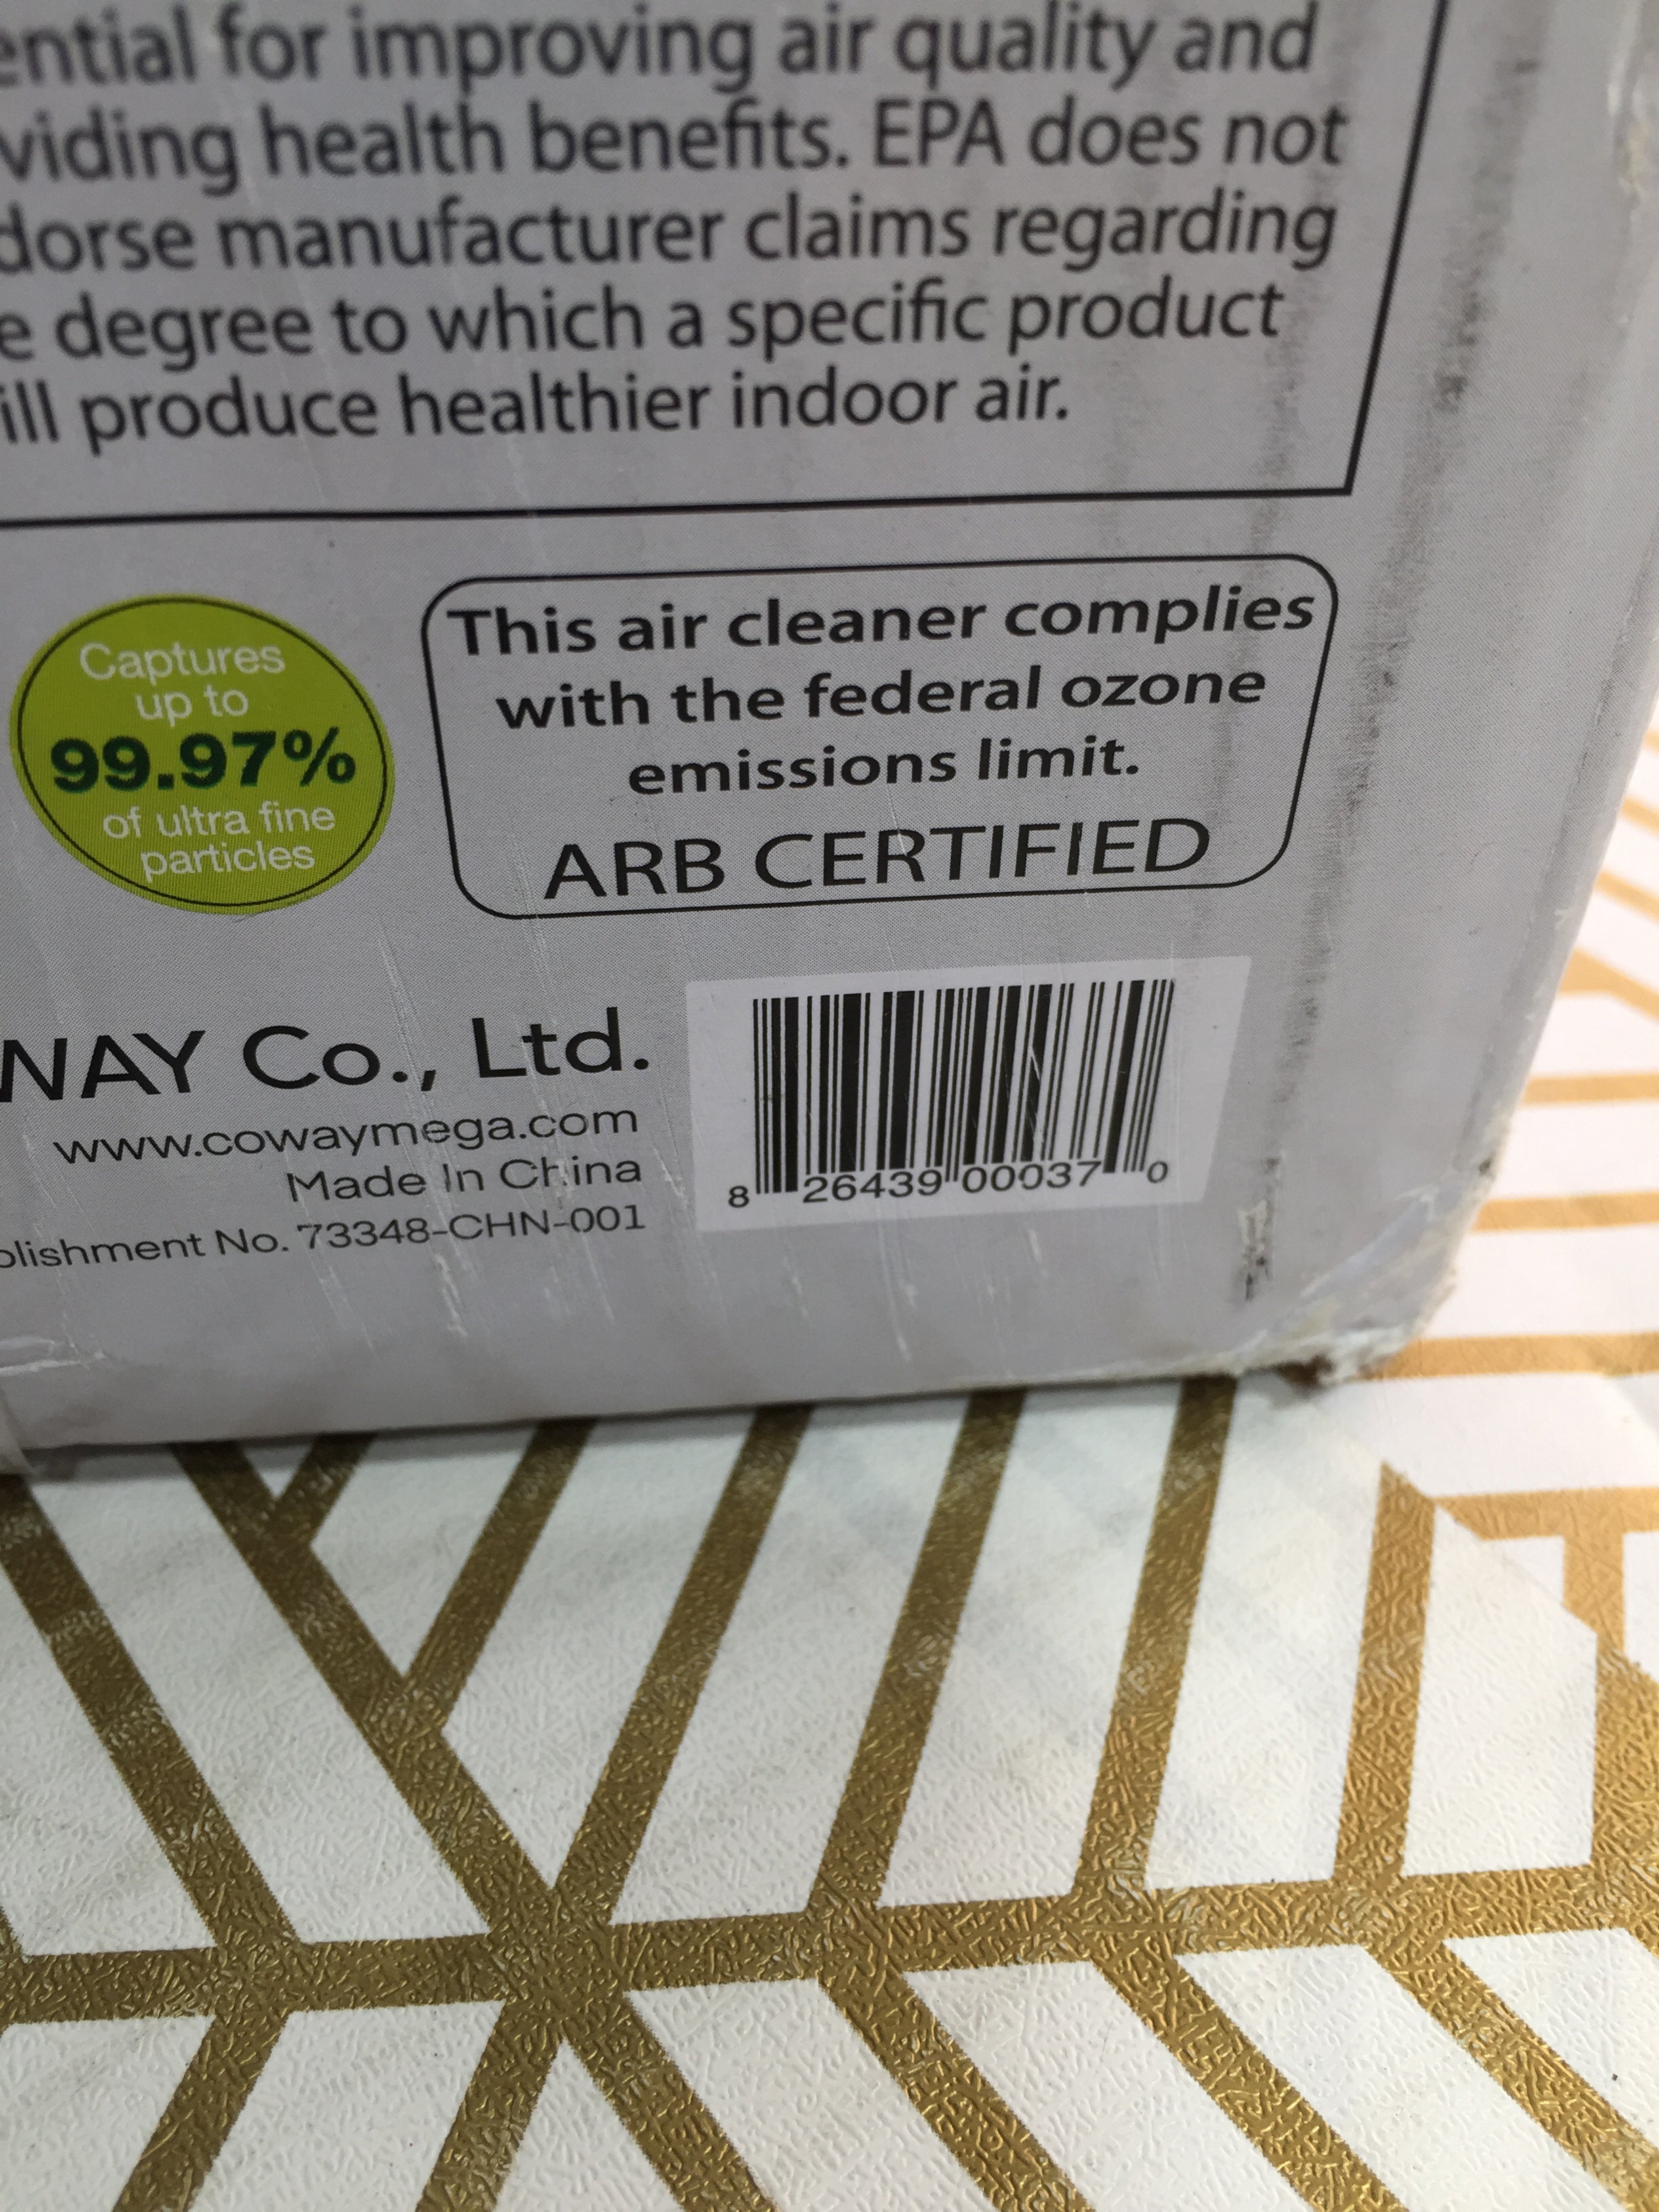 ential for improving air quality and
viding health benefits. EPA does not
dorse manufacturer claims regarding
e degree to which a specific product
ill produce healthier indoor air.
Captures
up to
99.97%
of ultra fine
particles
This air cleaner complies
with the federal ozone
emissions limit.
ARB CERTIFIED
WAY Co., Ltd.
www.cowaymega.com
Made In China
blishment No. 73348-CHN-001
8 26439 00037 0